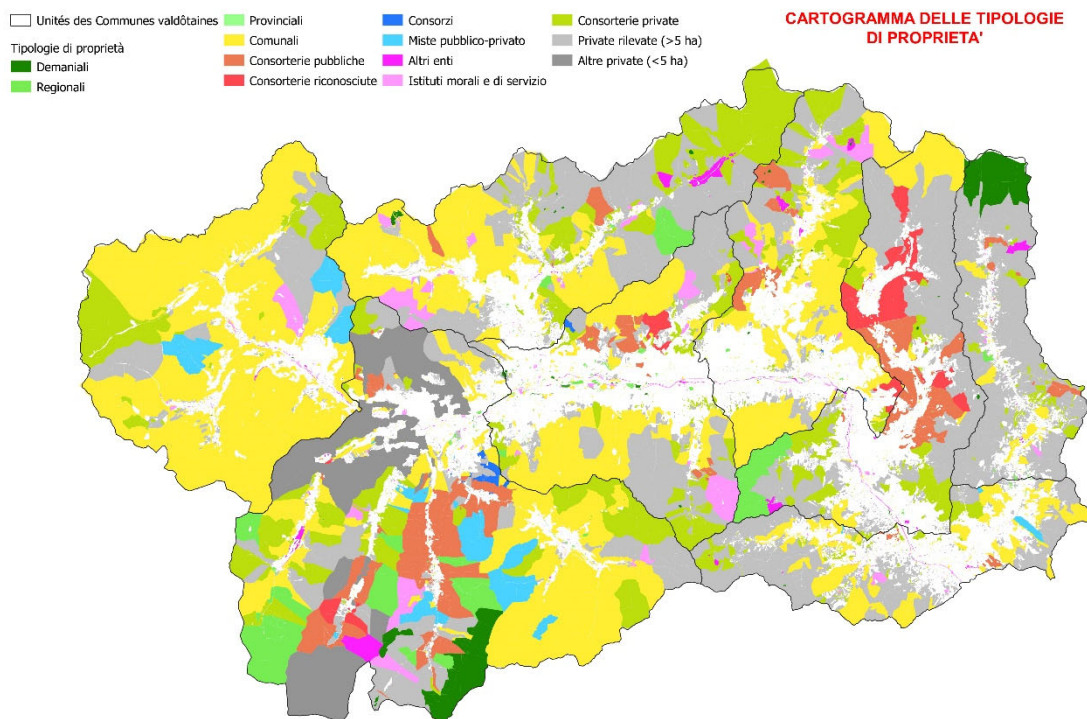 Unités des Communes valdôtaines
Tipologie di proprietà
Demaniali
Regionali
Provinciali
Comunali
Consorterie pubbliche
Consorterie riconosciute
Consorzi
Miste pubblico-privato
Altri enti
Istituti morali e di servizio
Consorterie private
Private rilevate (>5 ha)
Altre private (<5 ha)
CARTOGRAMMA DELLE TIPOLOGIE
DI PROPRIETA'